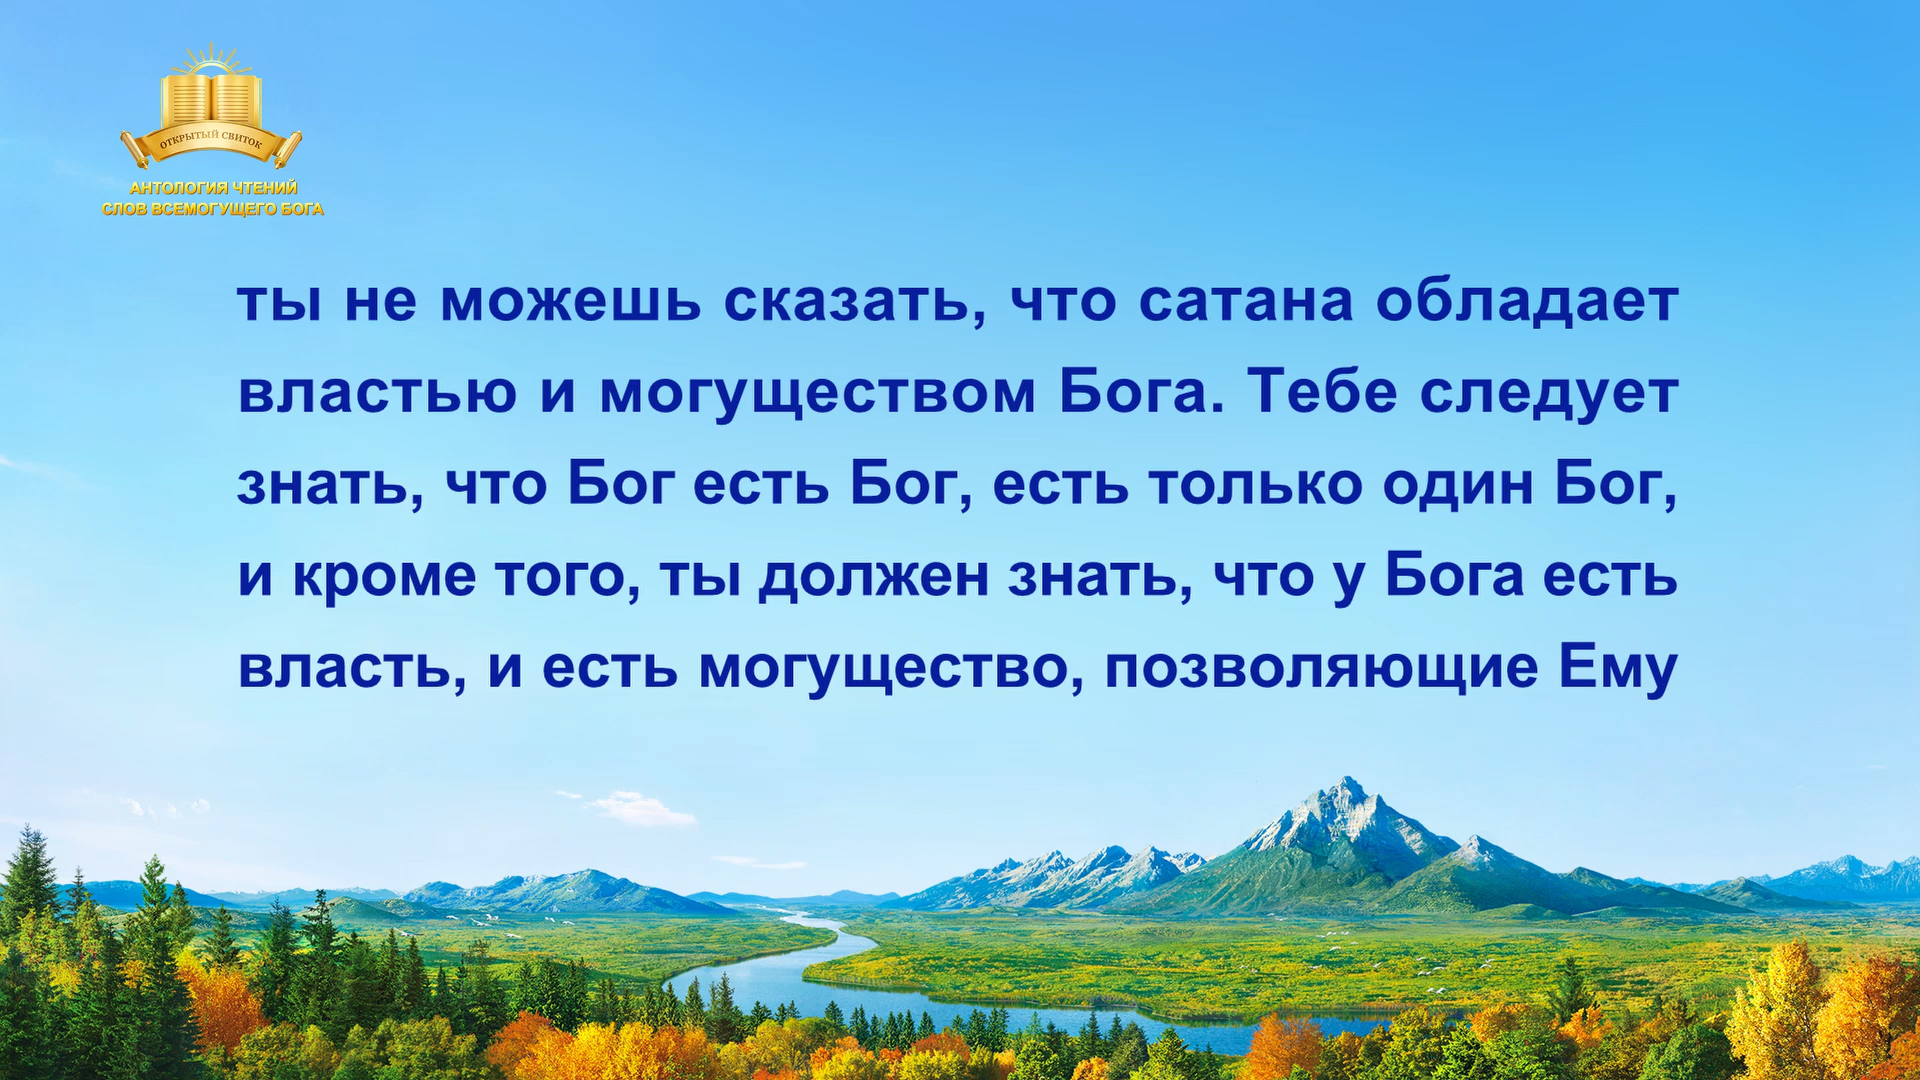 ОТКРЫТЫЙ СВИТОК
АНТОЛОГИЯ ЧТЕНИЙ
СЛОВ ВСЕМОГУЩЕГО БОГА
ты не можешь сказать, что сатана обладает
властью и могуществом Бога. Тебе следует
знать, что Бог есть Бог, есть только один Бог,
и кроме того, ты должен знать, что у Бога есть
власть, и есть могущество, позволяющие Ему